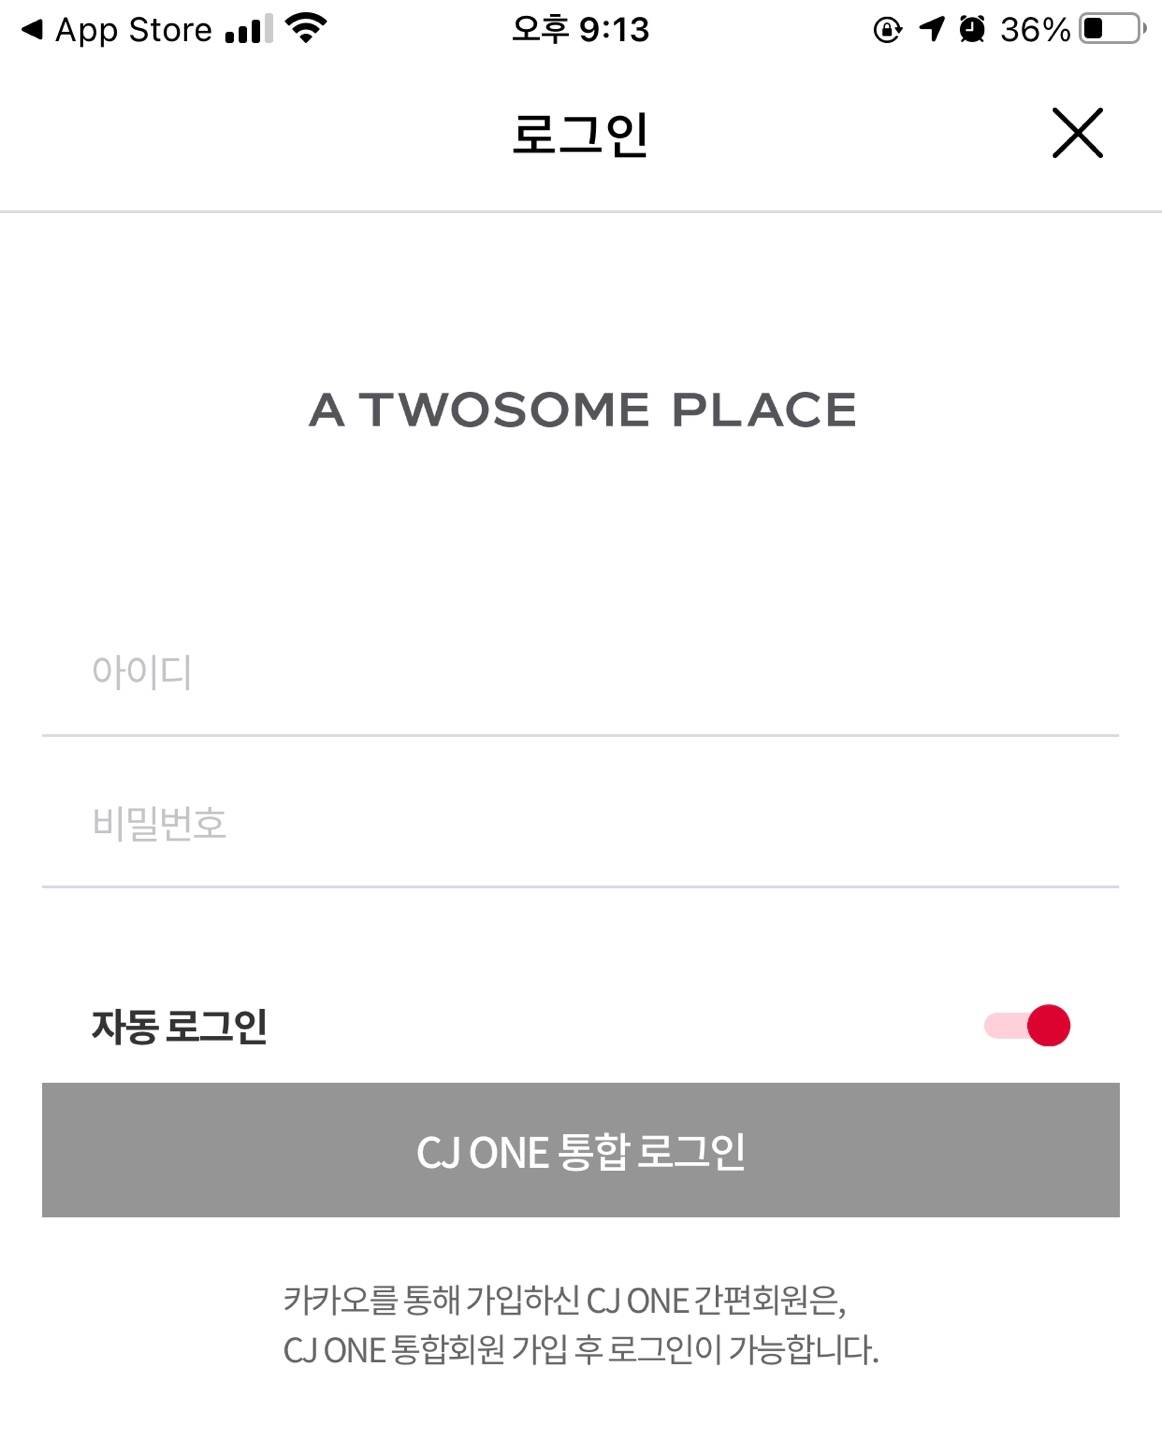 App Store 오후 9:13 36%
로그인
A TWOSOME PLACE
아이디
비밀번호
자동 로그인
CJ ONE 통합 로그인
카카오를 통해 가입하신 CJ ONE 간편회원은,
CJ ONE 통합회원 가입 후 로그인이 가능합니다.